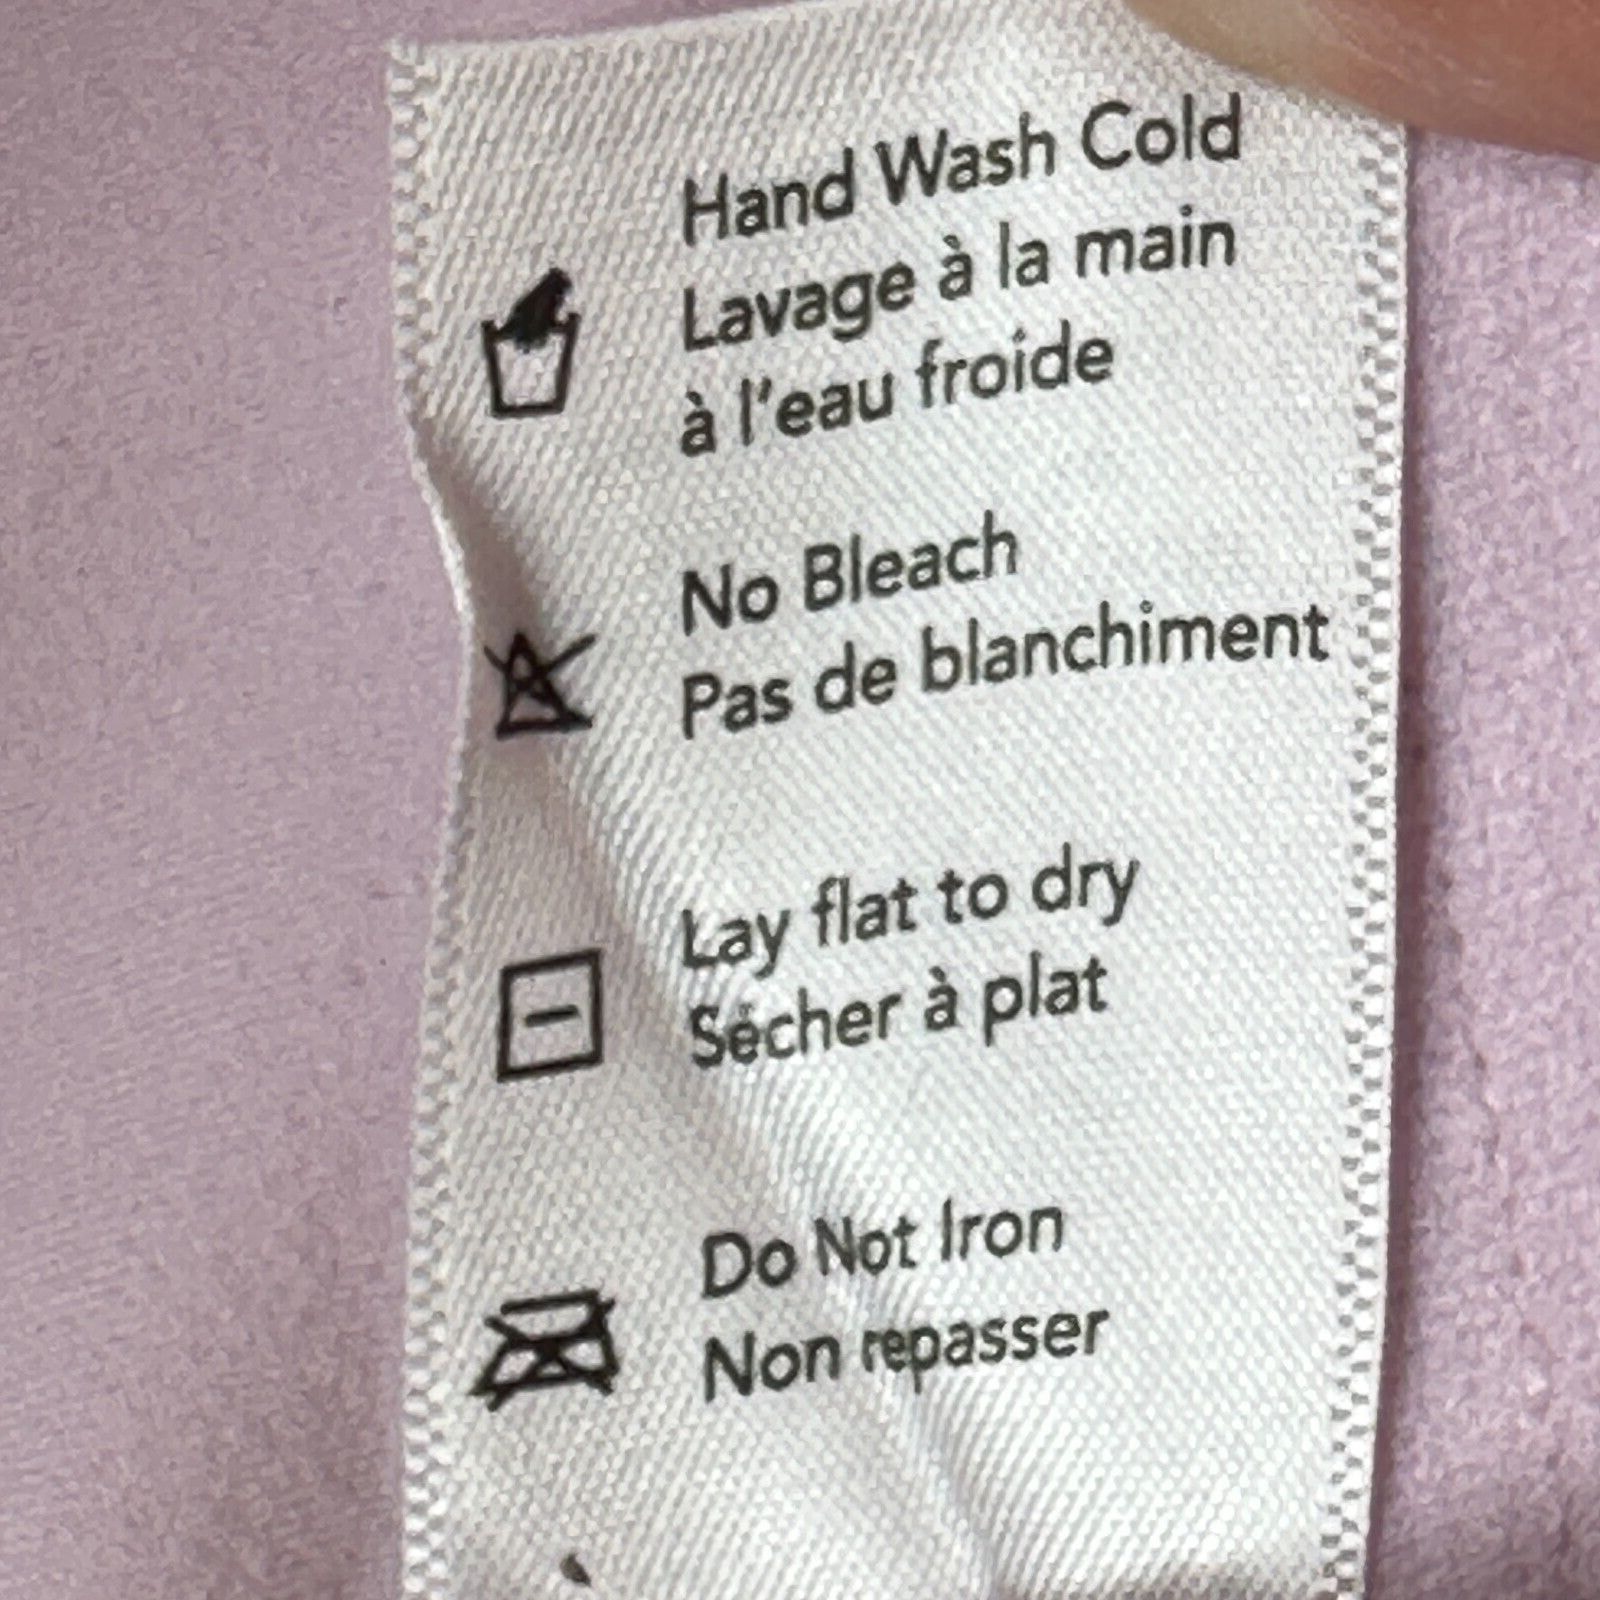 Hand Wash Cold
Lavage à la main
à l'eau froide
No Bleach
Pas de blanchiment
Lay flat to dry
Sécher à plat
Do Not Iron
Non repasser